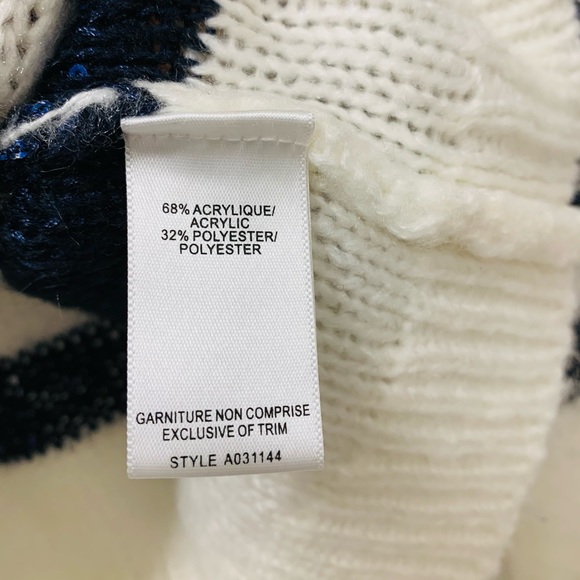 68% ACRYLIQUE/
ACRYLIC
32% POLYESTER/
POLYESTER
GARNITURE NON COMPRISE
EXCLUSIVE OF TRIM
STYLE A031144